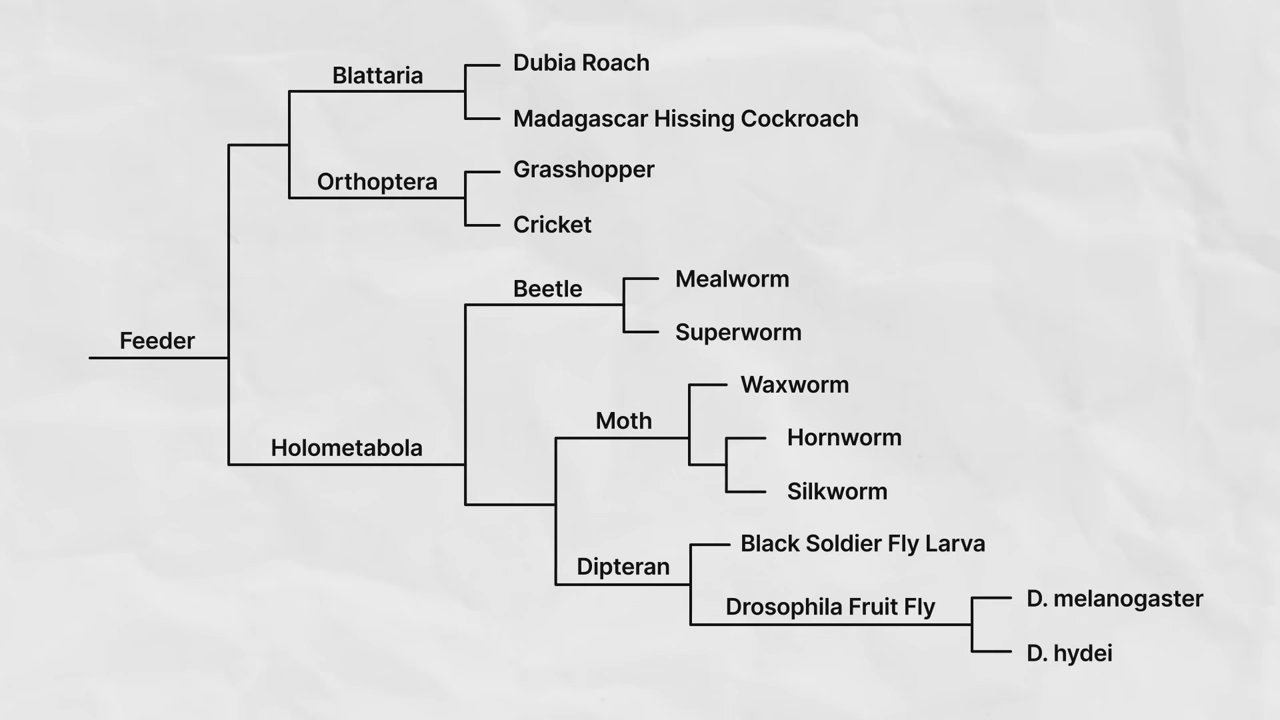 Dubia Roach
Blattaria
Madagascar Hissing Cockroach
Grasshopper
Orthoptera
Cricket
Mealworm
Beetle
Superworm
Feeder
Waxworm
Moth
Hornworm
Holometabola
Silkworm
Black Soldier Fly Larva
Dipteran
D. melanogaster
Drosophila Fruit Fly
D. hydei